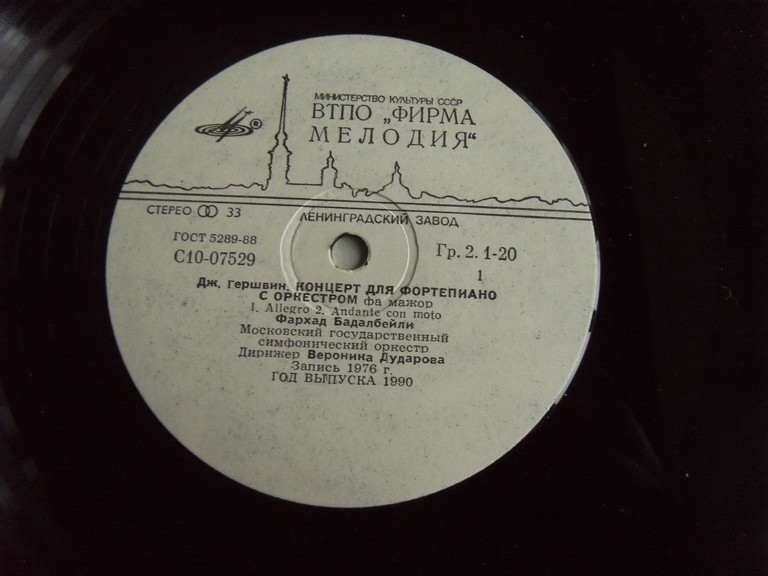 МИНИСТЕРСТВО КУЛЬТУРЫ СССР
ВТПО „ФИРМА
МЕЛОДИЯ“
®
СТЕРЕО 33
ЛЕНИНГРАДСКИЙ ЗАВОД
ГОСТ 5289-88
Гр. 2. 1-20
С10-07529
1
Дж. Гершвин. КОНЦЕРТ ДЛЯ ФОРТЕПИАНО
С ОРКЕСТРОМ фа мажор
1. Allegro 2. Andante con moto
Фархад Бадалбейли
Московский государственный
симфонический оркестр
Дирижер Вероника Дударова
Запись 1976 г.
ГОД ВЫПУСКА 1990